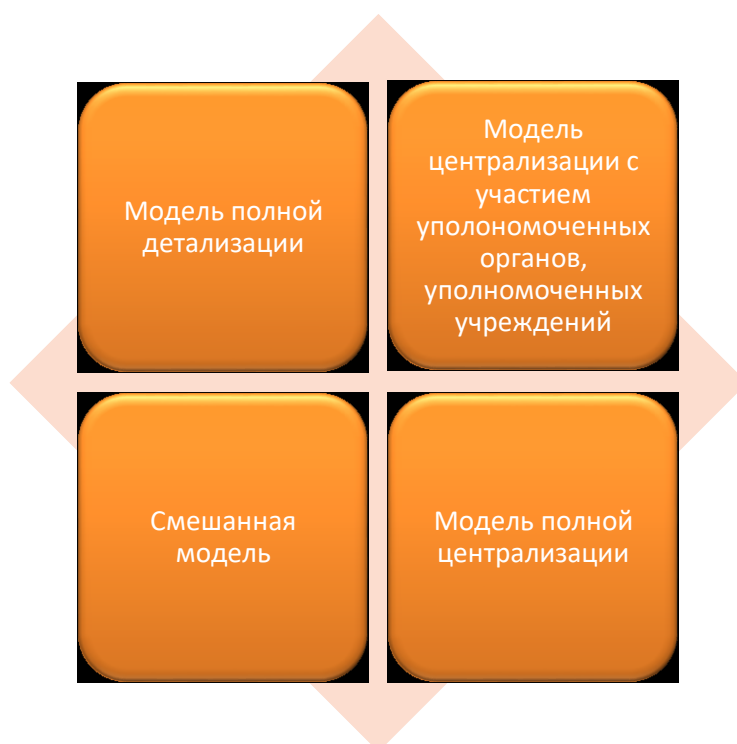 Модель полной
детализации
Модель
централизации с
участием
уполономоченных
органов,
уполномоченных
учреждений
Смешанная
модель
Модель полной
централизации